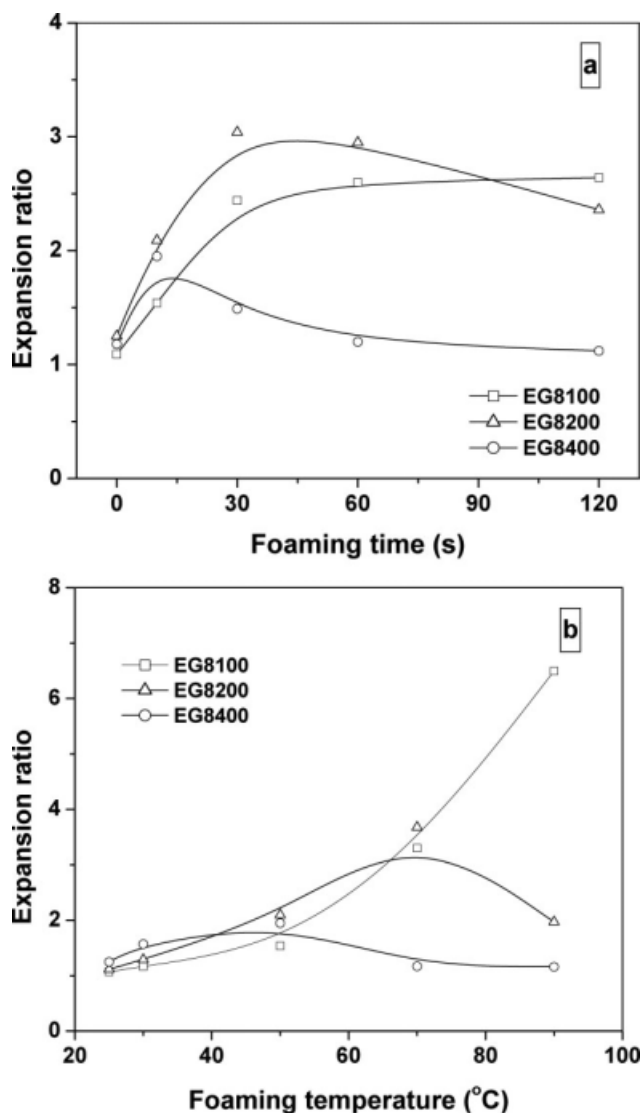 4
a
3
2
1
0
Expansion ratio
EG8100
EG8200
EG8400
0 30 60 90 120
Foaming time (s)
8
b
6
4
2
0
Expansion ratio
EG8100
EG8200
EG8400
20 40 60 80 100
Foaming temperature (°C)